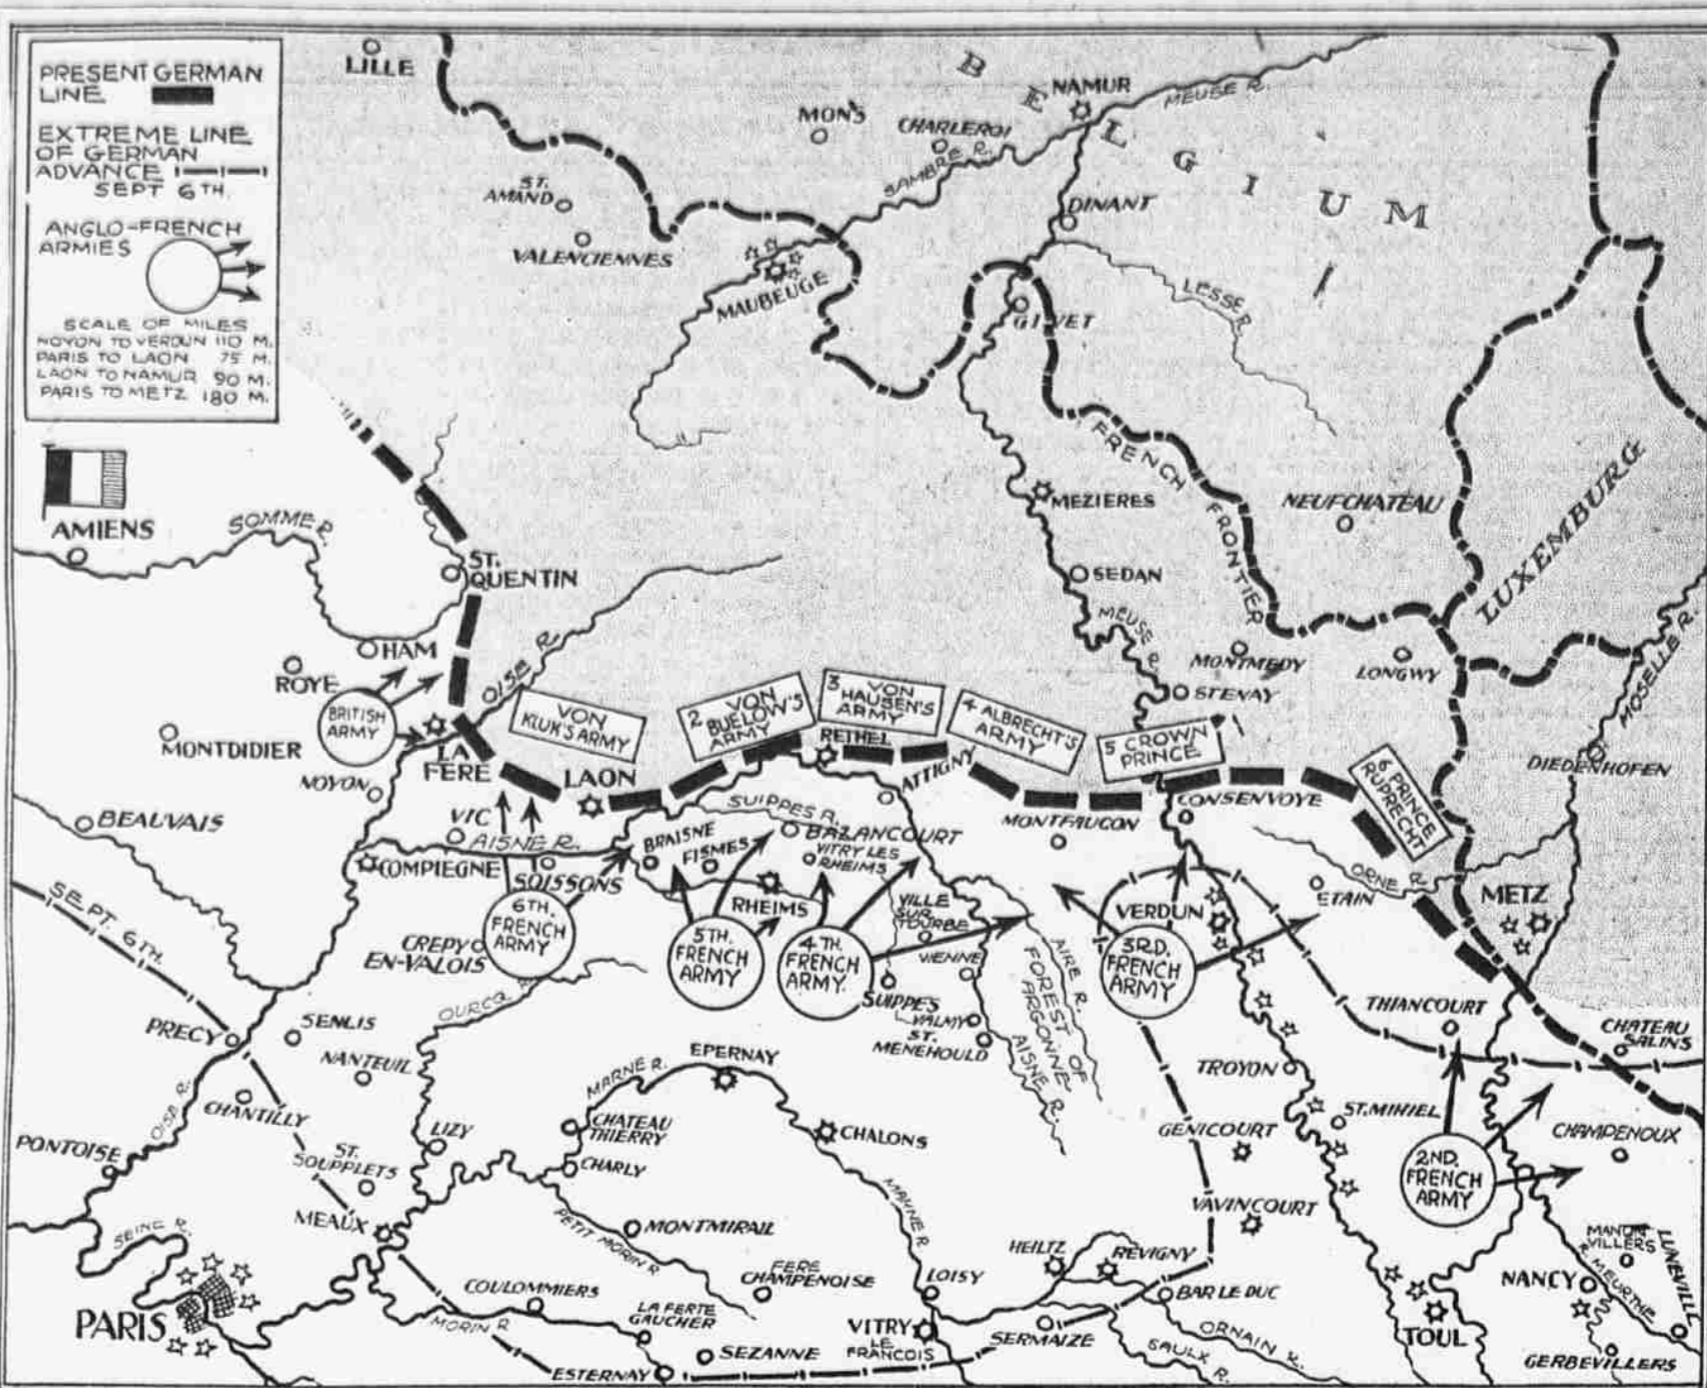 PRESENT GERMAN
LINE
EXTREME LINE
OF GERMAN
ADVANCE
SEPT 6TH.
ANGLO-FRENCH
ARMIES
SCALE OF MILES
NOYON TO VERDUN 110 M.
PARIS TO LAON 75 M.
LAON TO NAMUR 90 M.
PARIS TO METZ 180 M.
LILLE
BELGIUM
NAMUR
MEUSE R.
MONS
CHARLEROI
SAMBRE R.
ST.
AMAND
DINANT
VALENCIENNES
MAUBEUGE
LESSE R.
GIVET
FRENCH FRONTIER
LUXEMBURG
AMIENS
SOMME R.
MEZIERES
NEUFCHATEAU
ST.
QUENTIN
SEDAN
MEUSE R.
HAM
ROYE
OISE R.
MONTMEDY
LONGWY
STENAY
MOSELLE R.
BRITISH
ARMY
VON
KLUK'S ARMY
2 VON
BUELOW'S
ARMY
3 VON
HAUSEN'S
ARMY
4 ALBRECHT'S
ARMY
5 CROWN
PRINCE
6 PRINCE
RUPRECHT
MONTDIDIER
LA
FERE
LAON
RETHEL
ATTIGNY
DIEDENHOFEN
NOYON
CONSENVOYE
MONTFAUCON
BEAUVAIS
VIC
AISNE R.
SUIPPES R.
BRAISNE
FISMES
BAZANCOURT
VITRY LES
RHEIMS
COMPIEGNE
SOISSONS
ORNE R.
ETAIN
METZ
SEPT. 6TH.
6TH.
FRENCH
ARMY
RHEIMS
VILLE
SUR
TOURBE
VERDUN
CREPY
EN-VALOIS
5TH.
FRENCH
ARMY
4TH.
FRENCH
ARMY.
VIENNE
AIRE R.
FOREST OF
ARGONNE
AISNE R.
3RD.
FRENCH
ARMY
OURCQ
SUIPPES
VALMY
ST.
MENEHOULD
THIANCOURT
CHATEAU
SALINS
PRECY
SENLIS
NANTEUIL
EPERNAY
MARNE R.
TROYON
CHANTILLY
OISE R.
CHATEAU
THIERRY
CHALONS
ST. MIHIEL
GENICOURT
CHAMPENOUX
PONTOISE
ST.
SOUPPLETS
LIZY
CHARLY
2ND.
FRENCH
ARMY
MARNE R.
MEAUX
MONTMIRAIL
PETIT MORIN R.
VAVINCOURT
SEINE R.
HEILTZ
REVIGNY
MANON
VILLERS
LUNEVILLE
FERE
CHAMPENOISE
COULOMMIERS
LOISY
BAR LE DUC
NANCY
R. MEURTHE
PARIS
MORIN R.
LA FERTE
GAUCHER
VITRY
LE
FRANCOIS
SERMAIZE
ORNAIN R.
TOUL
SEZANNE
SAULX R.
ESTERNAY
GERBEVILLERS